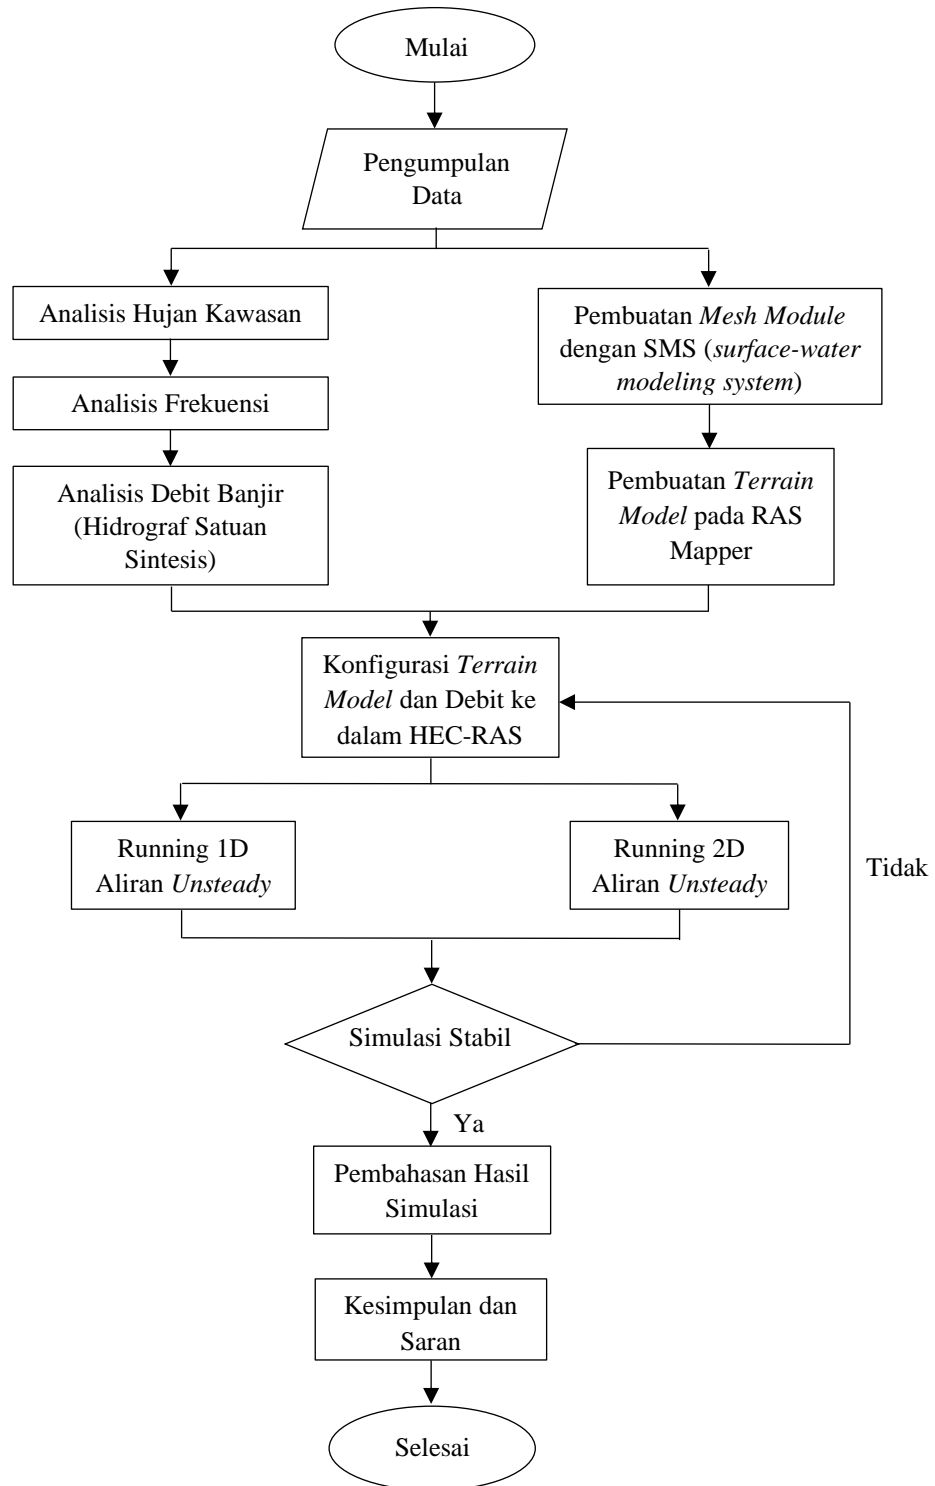 Mulai
Pengumpulan
Data
Analisis Hujan Kawasan
Analisis Frekuensi
Analisis Debit Banjir
(Hidrograf Satuan
Sintesis)
Pembuatan Mesh Module
dengan SMS (surface-water
modeling system)
Pembuatan Terrain
Model pada RAS
Mapper
Konfigurasi Terrain
Model dan Debit ke
dalam HEC-RAS
Running 1D
Aliran Unsteady
Running 2D
Aliran Unsteady
Tidak
Simulasi Stabil
Ya
Pembahasan Hasil
Simulasi
Kesimpulan dan
Saran
Selesai